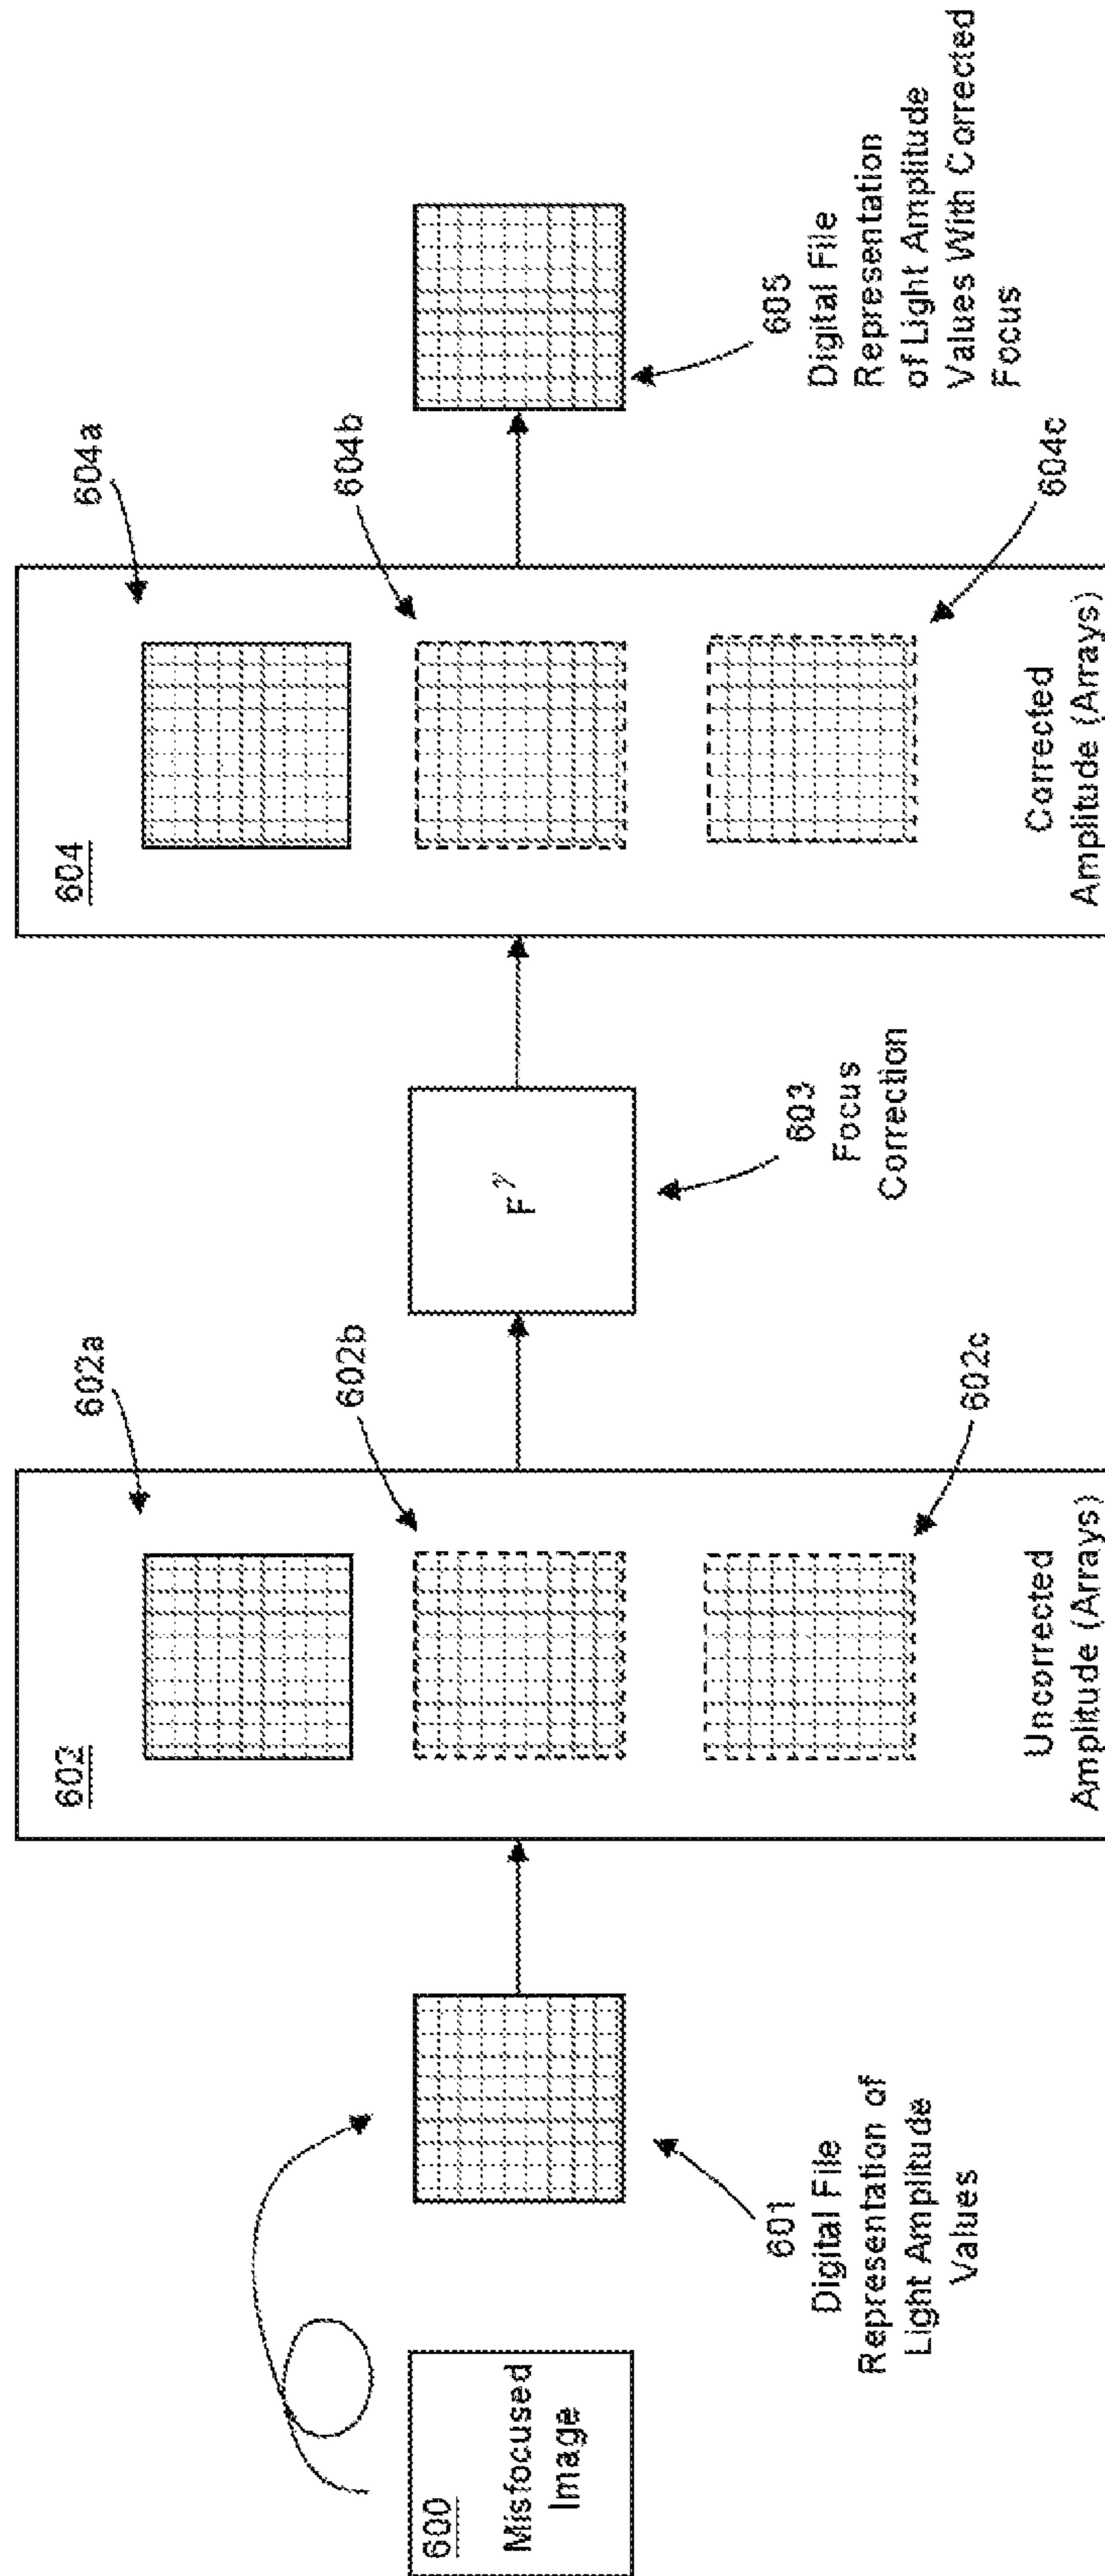 600
Misfocused
Image
601
Digital File
Representation of
Light Amplitude
Values
602
602a
602b
602c
Uncorrected
Amplitude (Arrays)
F^γ
603
Focus
Correction
604
604a
604b
604c
Corrected
Amplitude (Arrays)
605
Digital File
Representation
of Light Amplitude
Values With Corrected
Focus